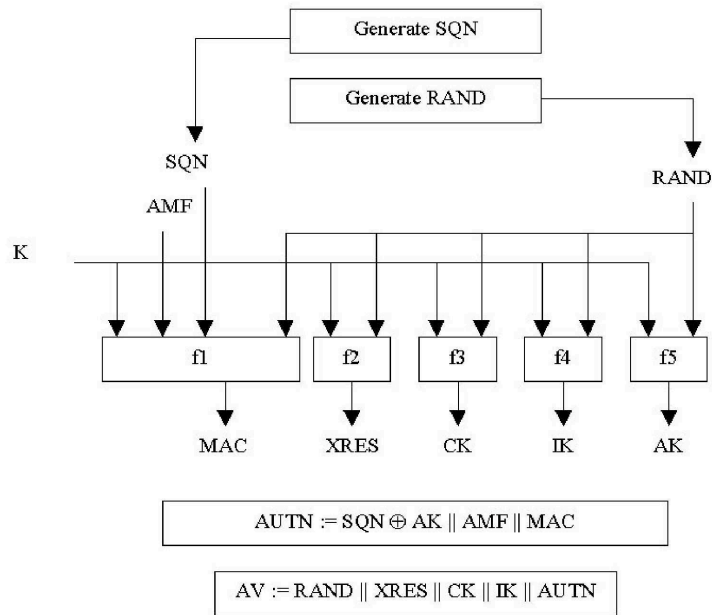 Generate SQN
Generate RAND
SQN
RAND
AMF
K
f1 f2 f3 f4 f5
MAC XRES CK IK AK
AUTN := SQN ⊕ AK || AMF || MAC
AV := RAND || XRES || CK || IK || AUTN